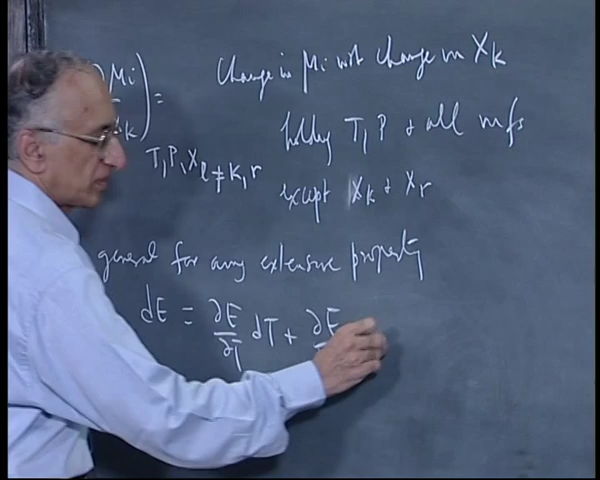 ∂μi/∂xk) = change in μi wrt change in xk
T, P, xl≠k, r
holding T, P & all mfs
except xk & xr
general for any extensive property
dE = ∂E/∂T dT + ∂E